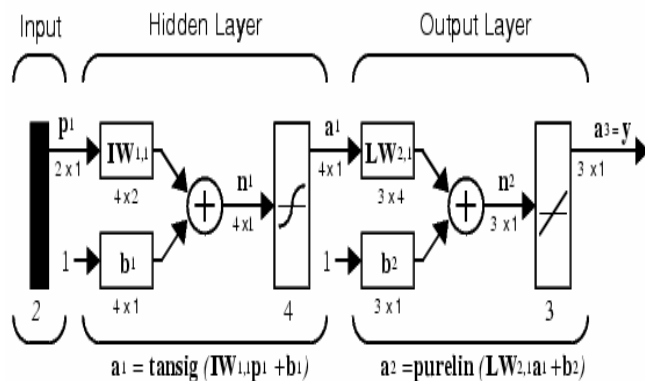 Input Hidden Layer Output Layer
p1 a1 a3 = y
IW1,1 LW2,1
2 x 1 n1 4 x 1 n2 3 x 1
4 x 2 4 x 1 3 x 4 3 x 1
1 b1 1 b2
2 4 x 1 4 3 x 1 3
a1 = tansig (IW1,1p1 +b1) a2 =purelin (LW2,1a1 +b2)